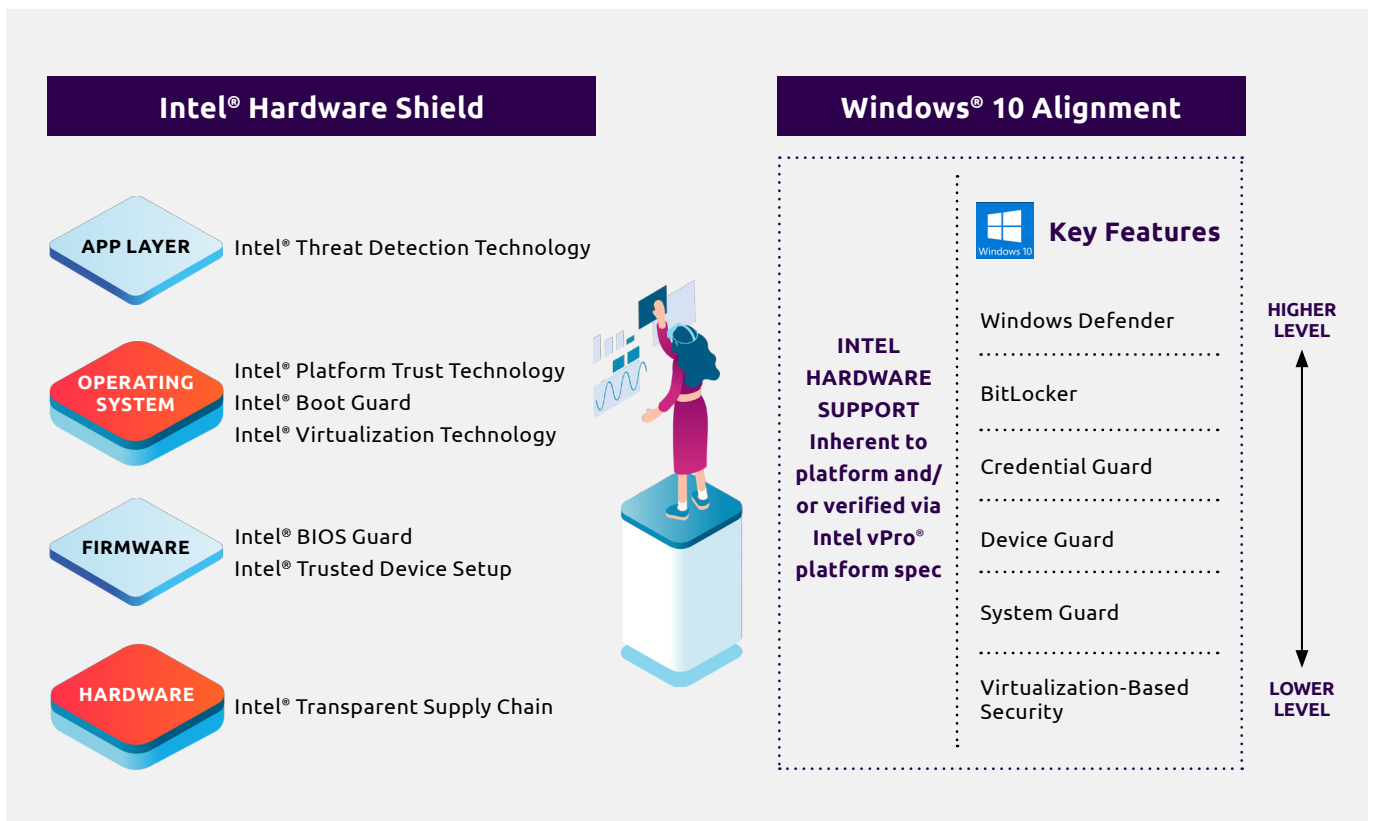 Intel® Hardware Shield
APP LAYER
Intel® Threat Detection Technology
OPERATING
SYSTEM
Intel® Platform Trust Technology
Intel® Boot Guard
Intel® Virtualization Technology
FIRMWARE
Intel® BIOS Guard
Intel® Trusted Device Setup
HARDWARE
Intel® Transparent Supply Chain
Windows® 10 Alignment
INTEL
HARDWARE
SUPPORT
Inherent to
platform and/
or verified via
Intel vPro®
platform spec
Windows 10
Key Features
Windows Defender
BitLocker
Credential Guard
Device Guard
System Guard
Virtualization-Based
Security
HIGHER
LEVEL
LOWER
LEVEL